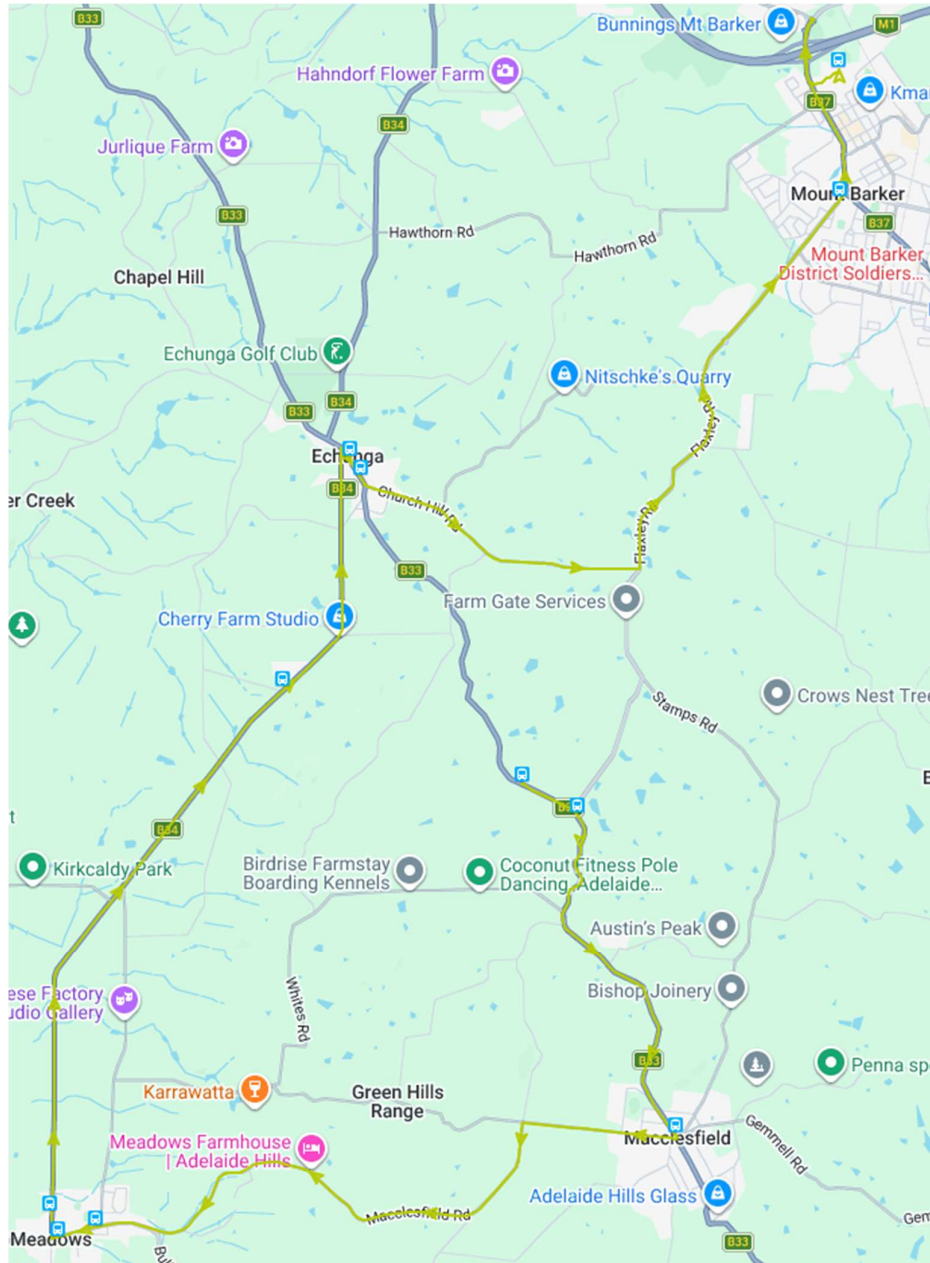 B33
Bunnings Mt Barker
M1
Hahndorf Flower Farm
Kma
B34
B37
Jurlique Farm
Mount Barker
B33
B37
Hawthorn Rd
Hawthorn Rd
Mount Barker
District Soldiers...
Chapel Hill
Echunga Golf Club
Nitschke's Quarry
B33
B34
Flaxley Rd
Echunga
B34
er Creek
Church Hill Rd
Flaxley Rd
B33
Farm Gate Services
Cherry Farm Studio
Crows Nest Tree
Stamps Rd
B33
t
B34
Kirkcaldy Park
Birdrise Farmstay
Boarding Kennels
Coconut Fitness Pole
Dancing, Adelaide...
Austin's Peak
ese Factory
udio Gallery
Bishop Joinery
Whites Rd
B33
Penna sp
Karrawatta
Green Hills
Range
Macclesfield
Gemmell Rd
Meadows Farmhouse
| Adelaide Hills
Adelaide Hills Glass
Macclesfield Rd
Gem
Meadows
Bu
B33